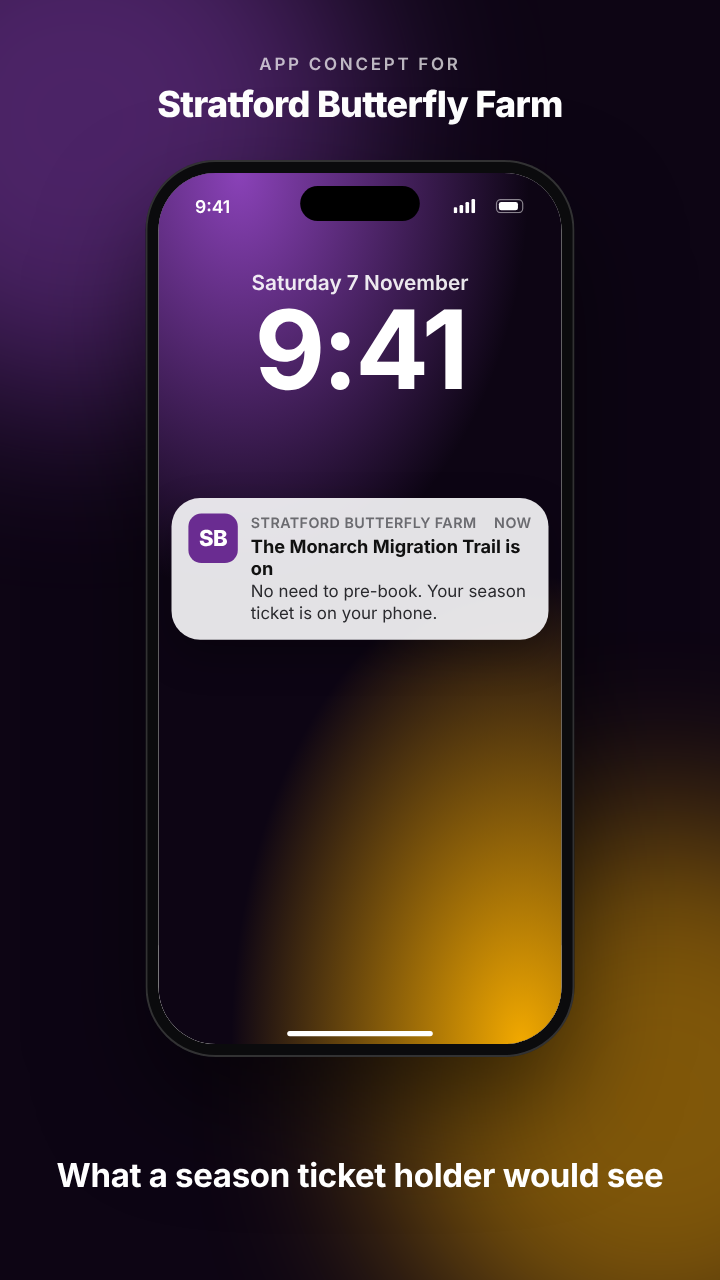 APP CONCEPT FOR
Stratford Butterfly Farm
9:41
Saturday 7 November
9:41
SB
STRATFORD BUTTERFLY FARM NOW
The Monarch Migration Trail is
on
No need to pre-book. Your season
ticket is on your phone.
What a season ticket holder would see